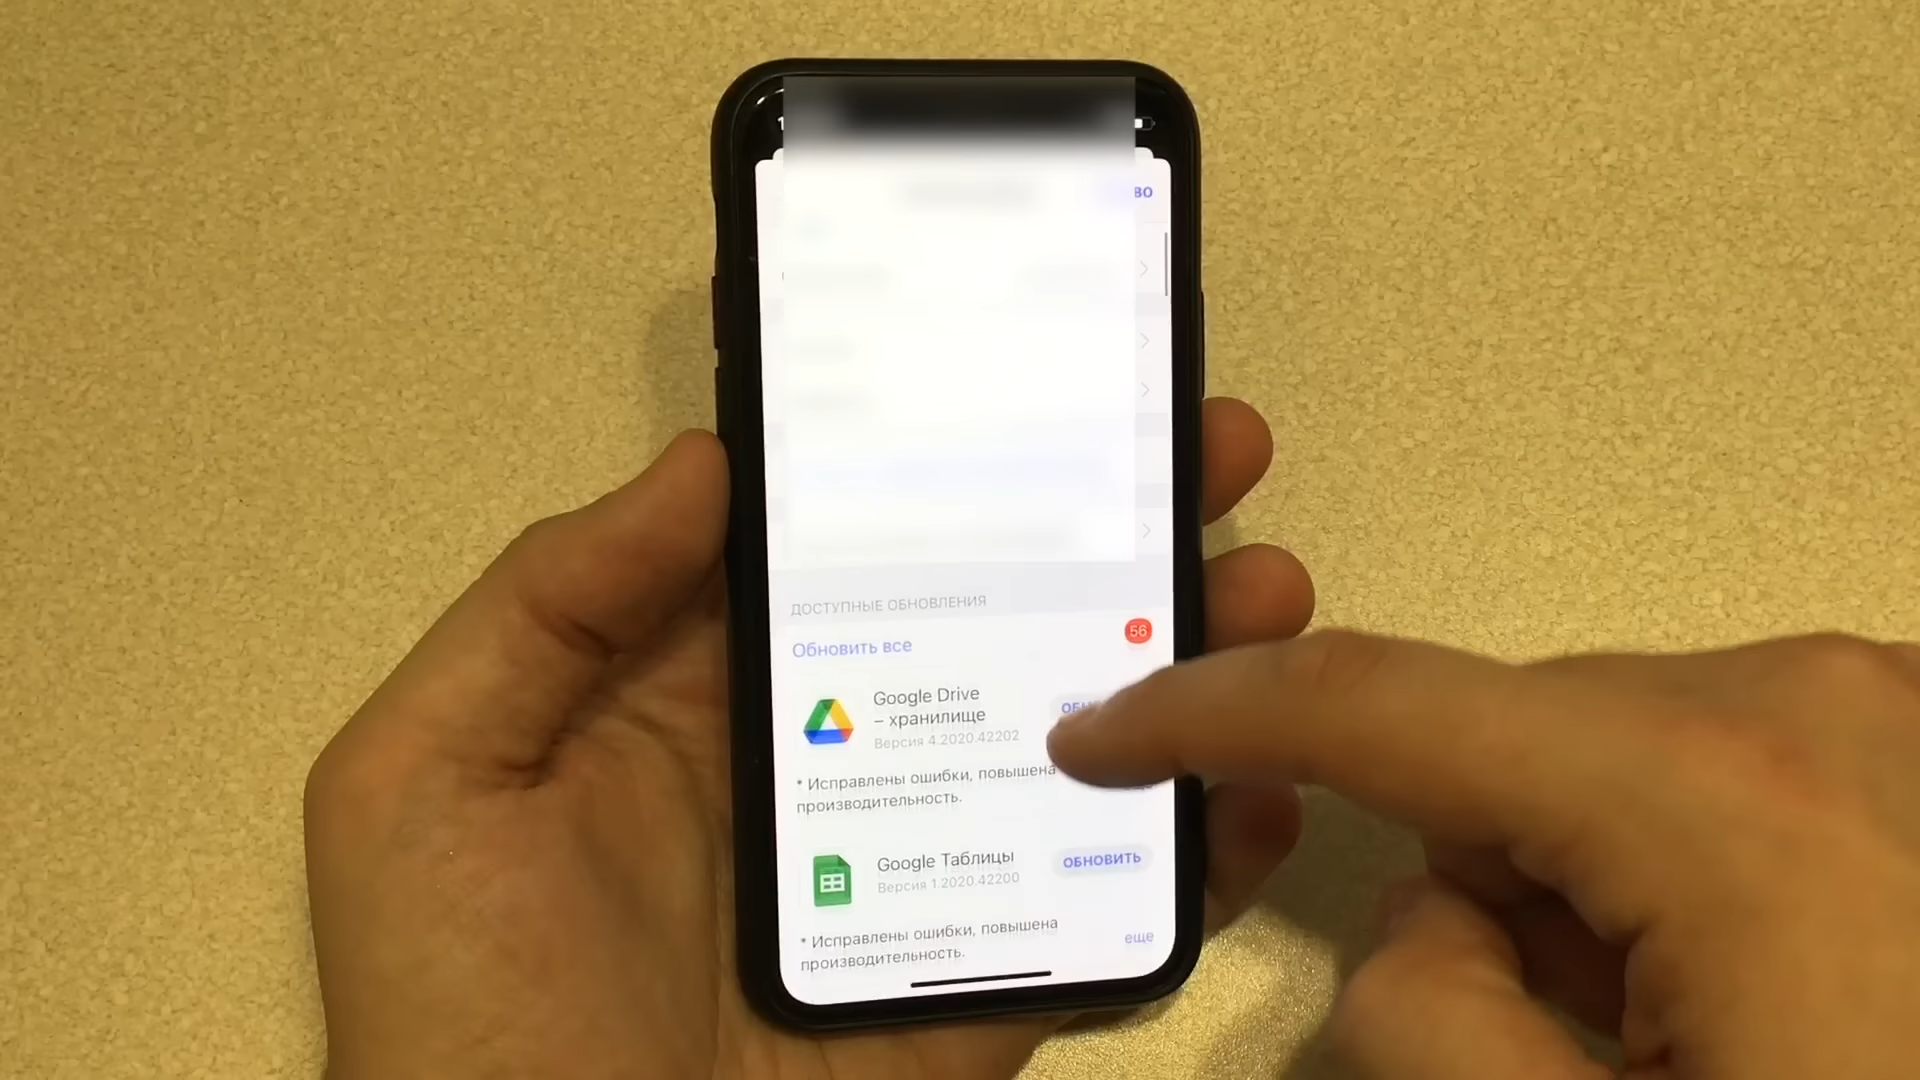 ДОСТУПНЫЕ ОБНОВЛЕНИЯ
Обновить все
56
Google Drive
– хранилище
Версия 4.2020.42202
* Исправлены ошибки, повышена
производительность.
Google Таблицы
ОБНОВИТЬ
Версия 1.2020.42200
* Исправлены ошибки, повышена
еще
производительность.